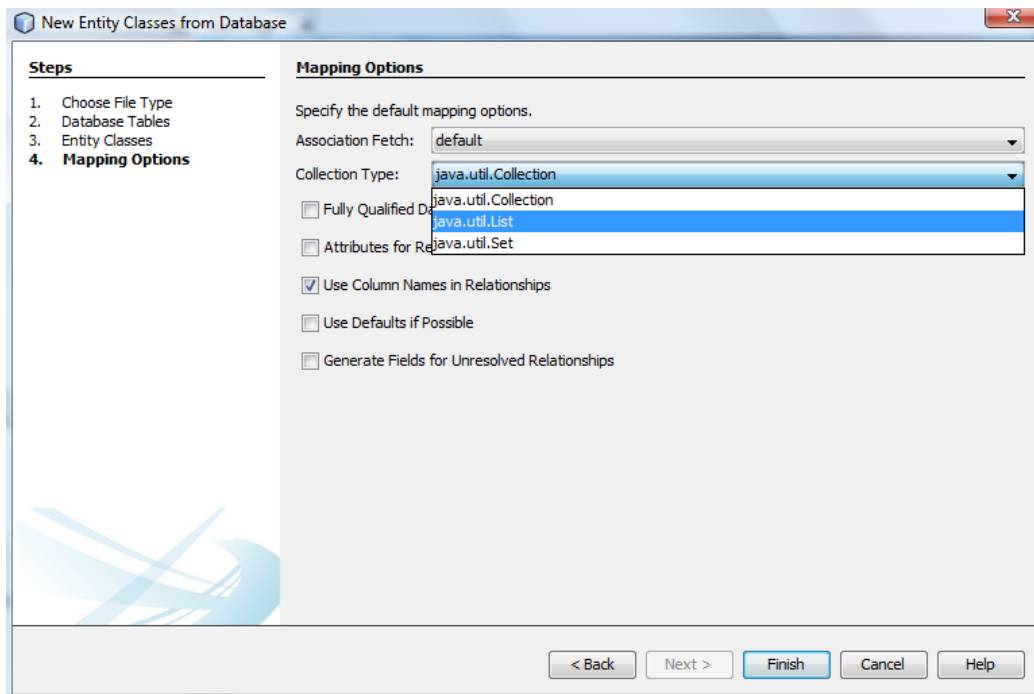 New Entity Classes from Database
Steps
1. Choose File Type
2. Database Tables
3. Entity Classes
4. Mapping Options
Mapping Options
Specify the default mapping options.
Association Fetch: default
Collection Type: java.util.Collection
java.util.Collection
Fully Qualified Da
java.util.List
Attributes for Re
java.util.Set
Use Column Names in Relationships
Use Defaults if Possible
Generate Fields for Unresolved Relationships
< Back Next > Finish Cancel Help